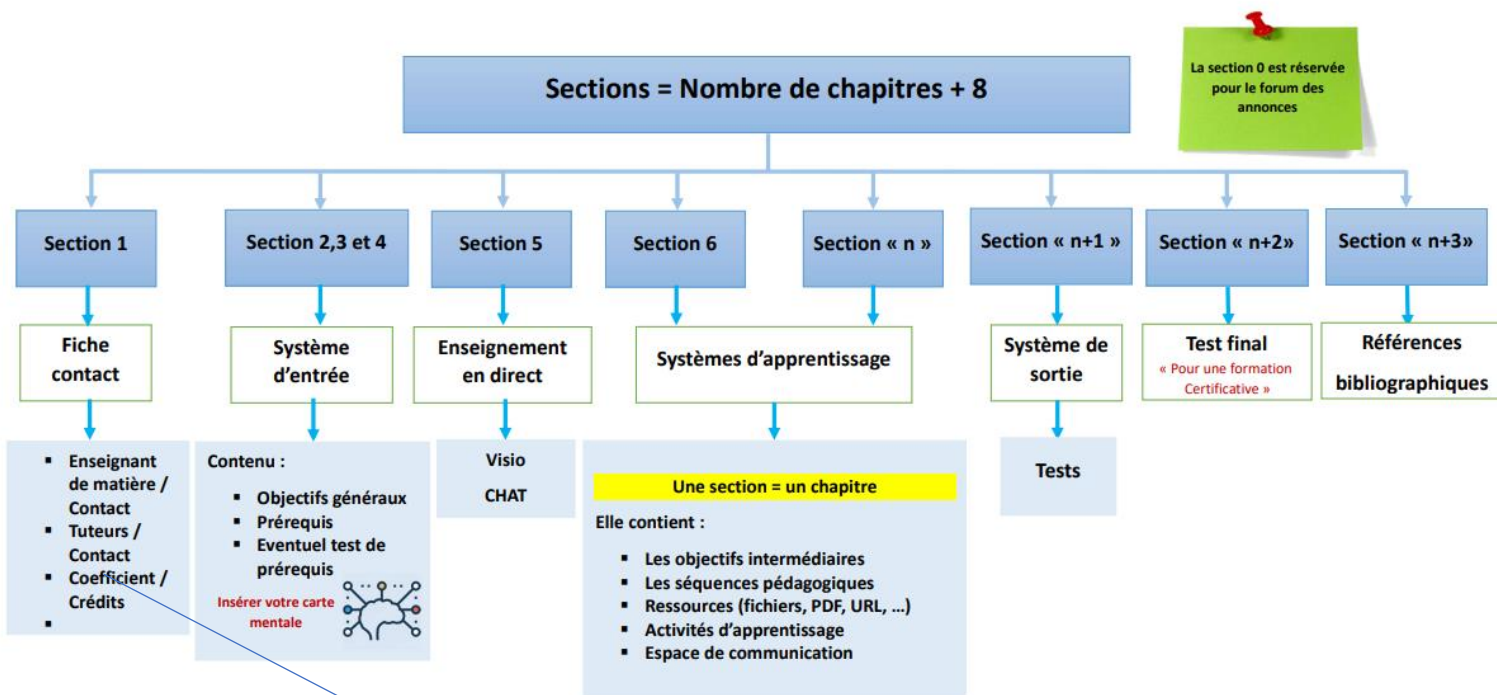 Sections = Nombre de chapitres + 8
La section 0 est réservée
pour le forum des
annonces
Section 1
Section 2,3 et 4
Section 5
Section 6
Section « n »
Section « n+1 »
Section « n+2»
Section « n+3»
Fiche
contact
Système
d’entrée
Enseignement
en direct
Systèmes d’apprentissage
Système de
sortie
Test final
« Pour une formation
Certificative »
Références
bibliographiques
▪ Enseignant
de matière /
Contact
▪ Tuteurs /
Contact
▪ Coefficient /
Crédits
▪
Contenu :
▪ Objectifs généraux
▪ Prérequis
▪ Eventuel test de
prérequis
Insérer votre carte
mentale
Visio
CHAT
Une section = un chapitre
Elle contient :
▪ Les objectifs intermédiaires
▪ Les séquences pédagogiques
▪ Ressources (fichiers, PDF, URL, …)
▪ Activités d’apprentissage
▪ Espace de communication
Tests